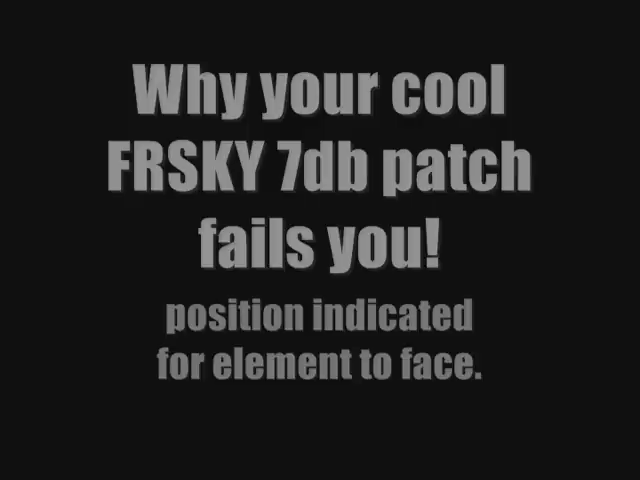 Why your cool
FRSKY 7db patch
fails you!
position indicated
for element to face.